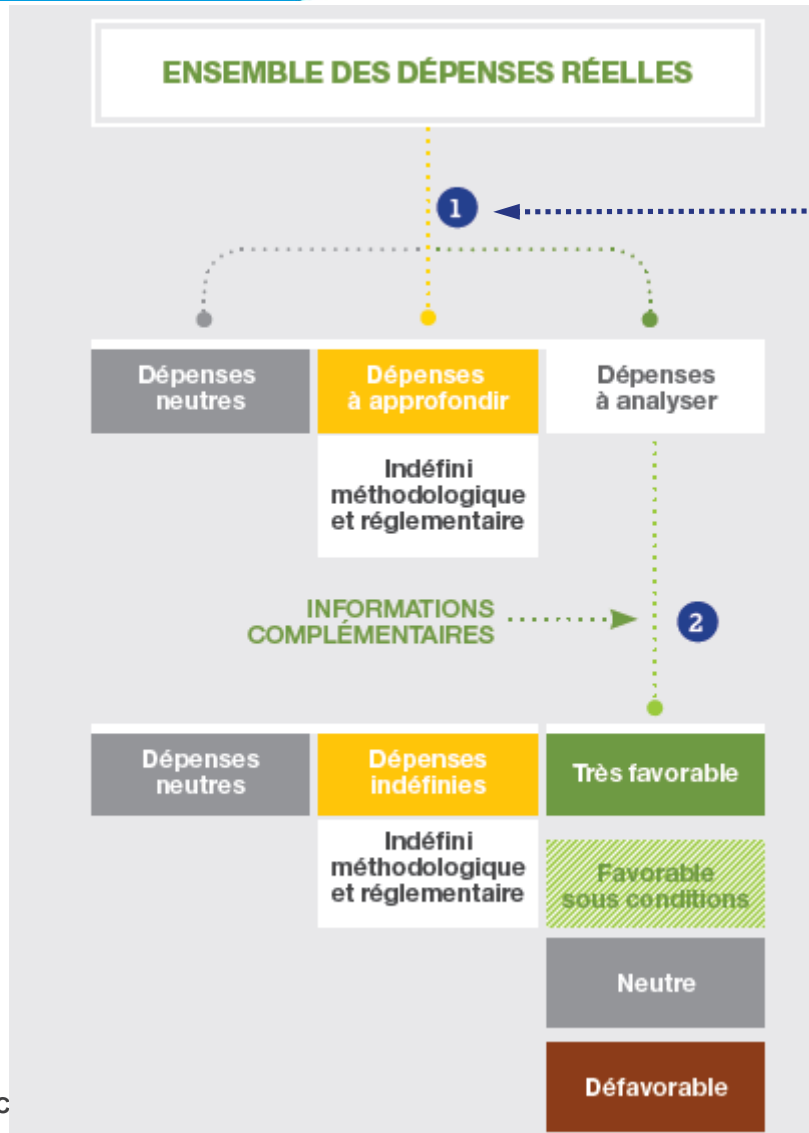 ENSEMBLE DES DÉPENSES RÉELLES
1
Dépenses
neutres
Dépenses
à approfondir
Dépenses
à analyser
Indéfini
méthodologique
et réglementaire
INFORMATIONS
COMPLÉMENTAIRES
2
Dépenses
neutres
Dépenses
indéfinies
Très favorable
Indéfini
méthodologique
et réglementaire
Favorable
sous conditions
Neutre
Défavorable
c